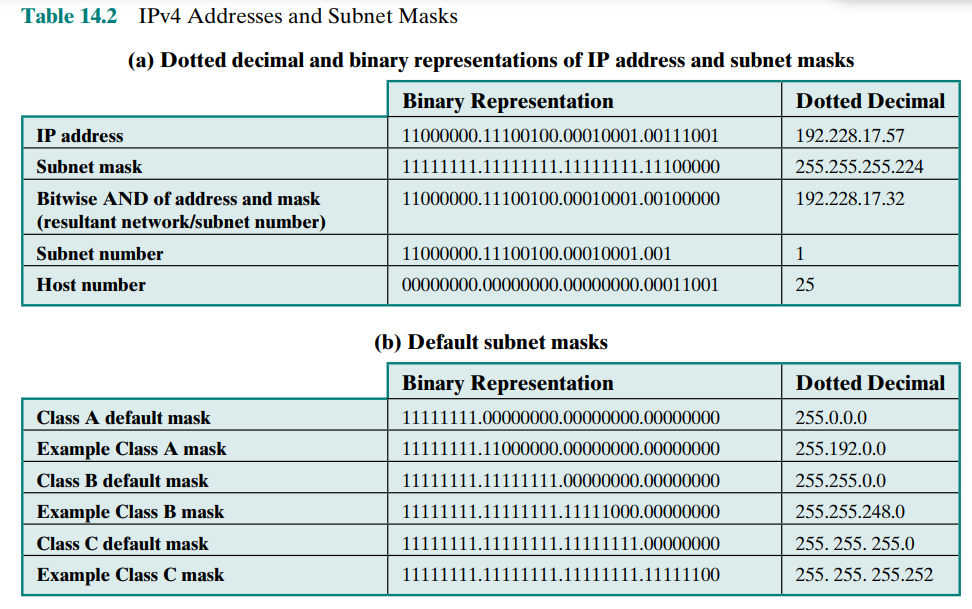 Table 14.2 IPv4 Addresses and Subnet Masks
(a) Dotted decimal and binary representations of IP address and subnet masks
Binary Representation Dotted Decimal
IP address 11000000.11100100.00010001.00111001 192.228.17.57
Subnet mask 11111111.11111111.11111111.11100000 255.255.255.224
Bitwise AND of address and mask 11000000.11100100.00010001.00100000 192.228.17.32
(resultant network/subnet number)
Subnet number 11000000.11100100.00010001.001 1
Host number 00000000.00000000.00000000.00011001 25
(b) Default subnet masks
Binary Representation Dotted Decimal
Class A default mask 11111111.00000000.00000000.00000000 255.0.0.0
Example Class A mask 11111111.11000000.00000000.00000000 255.192.0.0
Class B default mask 11111111.11111111.00000000.00000000 255.255.0.0
Example Class B mask 11111111.11111111.11111000.00000000 255.255.248.0
Class C default mask 11111111.11111111.11111111.00000000 255. 255. 255.0
Example Class C mask 11111111.11111111.11111111.11111100 255. 255. 255.252